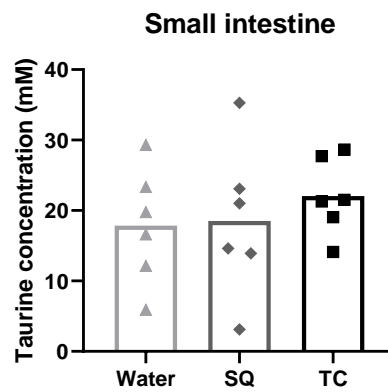 Small intestine
Taurine concentration (mM)
40
30
20
10
0
Water SQ TC